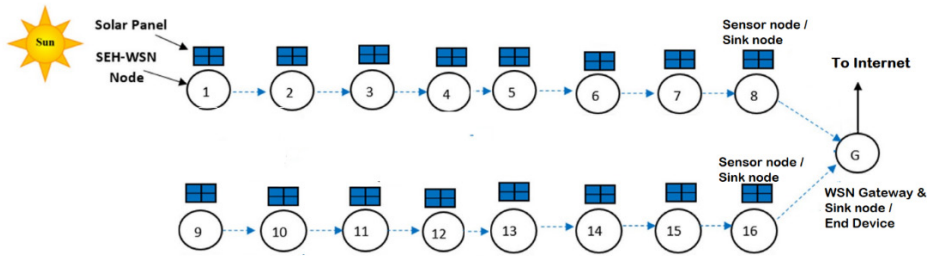 Sun
Solar Panel
SEH-WSN
Node
Sensor node /
Sink node
To Internet
1
2
3
4
5
6
7
8
G
Sensor node /
Sink node
WSN Gateway &
Sink node /
End Device
9
10
11
12
13
14
15
16